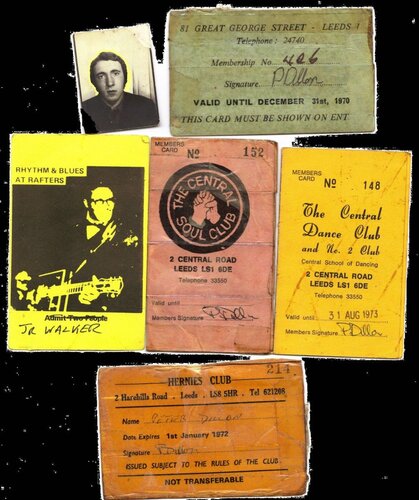 81 GREAT GEORGE STREET - LEEDS 1
Telephone: 24740
Membership No. 406
Signature PDillon
VALID UNTIL DECEMBER 31st, 1970
THIS CARD MUST BE SHOWN ON ENT
RHYTHM & BLUES
AT RAFTERS
Admit Two People
JR WALKER
MEMBERS
CARD
No 152
THE CENTRAL
SOUL CLUB
2 CENTRAL ROAD
LEEDS LS1 6DE
Telephone 33550
Valid until
Members Signature PDillon
MEMBERS
CARD
No 148
The Central
Dance Club
and No. 2 Club
Central School of Dancing
2 CENTRAL ROAD
LEEDS LS1 6DE
Telephone 33550
Valid until 31 AUG 1973
Members Signature PDillon
214
HERNIES CLUB
2 Harehills Road . Leeds . LS8 5HR . Tel 621208
Name PETER DILLON
Date Expires 1st January 1972
Signature PDillon
ISSUED SUBJECT TO THE RULES OF THE CLUB
NOT TRANSFERABLE